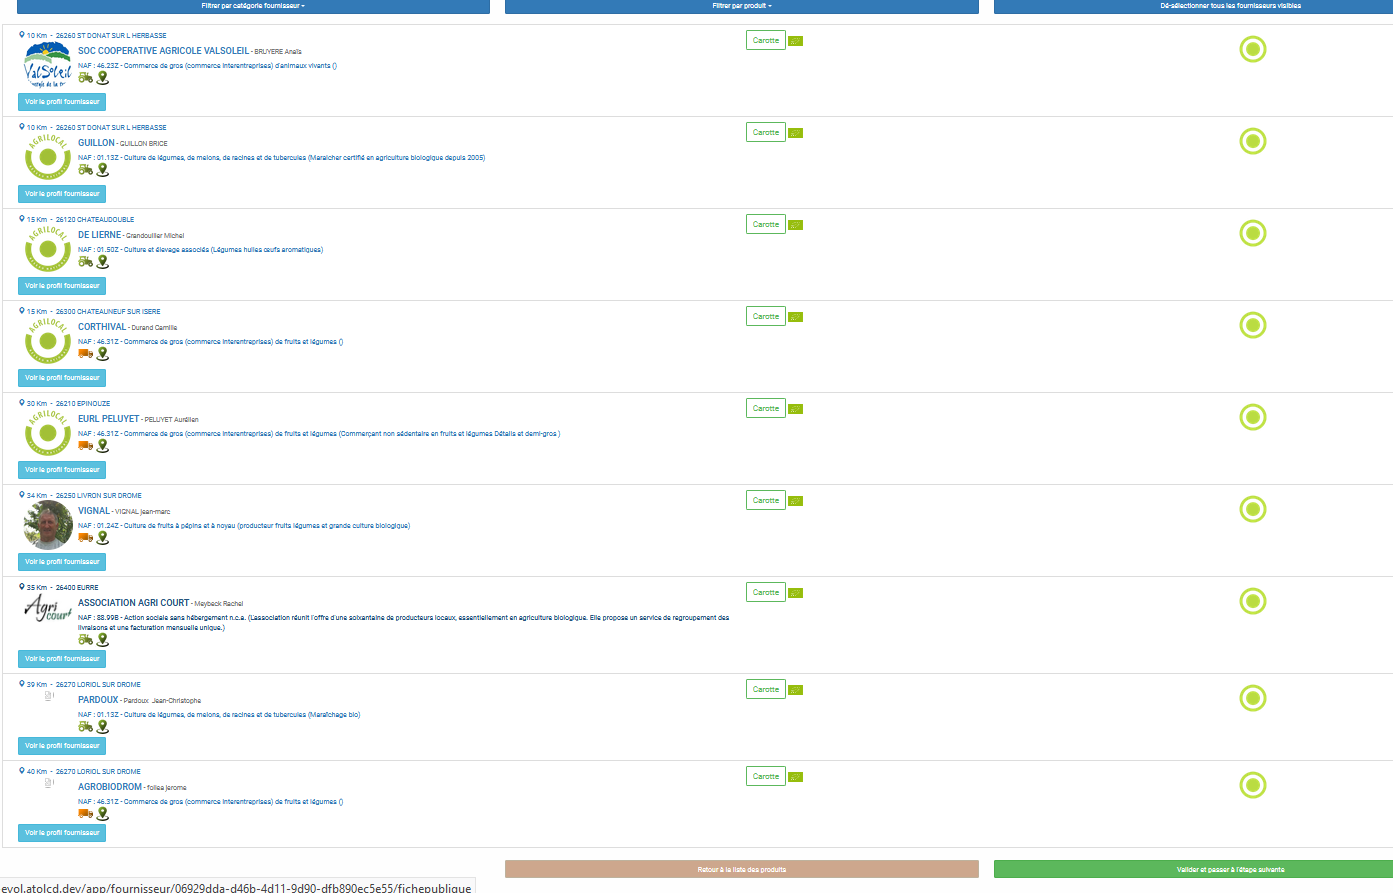 Filtrer par catégorie fournisseur
Filtrer par produit
Dé-sélectionner tous les fournisseurs visibles
10 Km - 26260 ST DONAT SUR L HERBASSE
ValSoleil
SOC COOPERATIVE AGRICOLE VALSOLEIL - BRUYERE Anaïs
NAF : 46.23Z - Commerce de gros (commerce interentreprises) d'animaux vivants ()
Voir le profil fournisseur
Carotte
10 Km - 26260 ST DONAT SUR L HERBASSE
AGRILOCAL
GUILLON - GUILLON BRICE
NAF : 01.13Z - Culture de légumes, de melons, de racines et de tubercules (Maraicher certifié en agriculture biologique depuis 2005)
Voir le profil fournisseur
Carotte
15 Km - 26120 CHATEAUDOUBLE
AGRILOCAL
DE LIERNE - Grandouiller Michel
NAF : 01.50Z - Culture et élevage associés (Légumes huiles œufs aromatiques)
Voir le profil fournisseur
Carotte
15 Km - 26300 CHATEAUNEUF SUR ISERE
AGRILOCAL
CORTHIVAL - Durand Camille
NAF : 46.31Z - Commerce de gros (commerce interentreprises) de fruits et légumes ()
Voir le profil fournisseur
Carotte
30 Km - 26210 EPINOUZE
AGRILOCAL
EURL PELUYET - PELUYET Aurélien
NAF : 46.31Z - Commerce de gros (commerce interentreprises) de fruits et légumes (Commerçant non sédentaire en fruits et légumes Détails et demi-gros )
Voir le profil fournisseur
Carotte
34 Km - 26250 LIVRON SUR DROME
VIGNAL - VIGNAL jean-marc
NAF : 01.24Z - Culture de fruits à pépins et à noyau (producteur fruits légumes et grande culture biologique)
Voir le profil fournisseur
Carotte
35 Km - 26400 EURRE
Agri court
ASSOCIATION AGRI COURT - Meybeck Rachel
NAF : 88.99B - Action sociale sans hébergement n.c.a. (L'association réunit l'offre d'une soixantaine de producteurs locaux, essentiellement en agriculture biologique. Elle propose un service de regroupement des
livraisons et une facturation mensuelle unique.)
Voir le profil fournisseur
Carotte
39 Km - 26270 LORIOL SUR DROME
PARDOUX - Pardoux Jean-Christophe
NAF : 01.13Z - Culture de légumes, de melons, de racines et de tubercules (Maraîchage bio)
Voir le profil fournisseur
Carotte
40 Km - 26270 LORIOL SUR DROME
AGROBIODROM - follea jerome
NAF : 46.31Z - Commerce de gros (commerce interentreprises) de fruits et légumes ()
Voir le profil fournisseur
Carotte
Retour à la liste des produits
Valider et passer à l'étape suivante
evol.atolcd.dev/app/fournisseur/06929dda-d46b-4d11-9d90-dfb890ec5e55/fichepublique